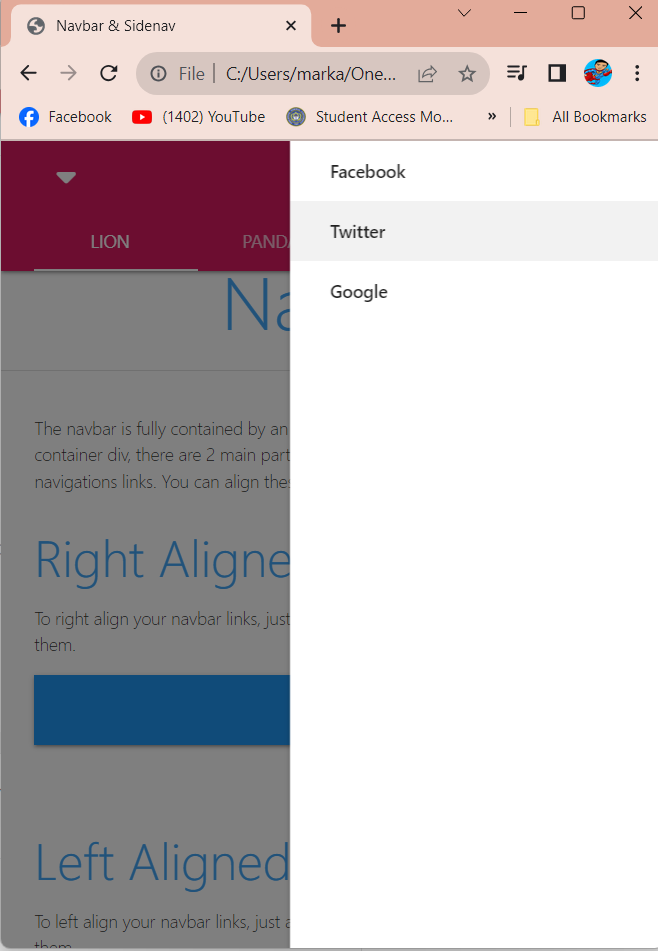 Navbar & Sidenav
File C:/Users/marka/One...
Facebook (1402) YouTube Student Access Mo... » All Bookmarks
Facebook
LION PANDA
Twitter
Na
Google
The navbar is fully contained by an
container div, there are 2 main part
navigations links. You can align thes
Right Aligne
To right align your navbar links, just
them.
Left Aligned
To left align your navbar links, just a
them